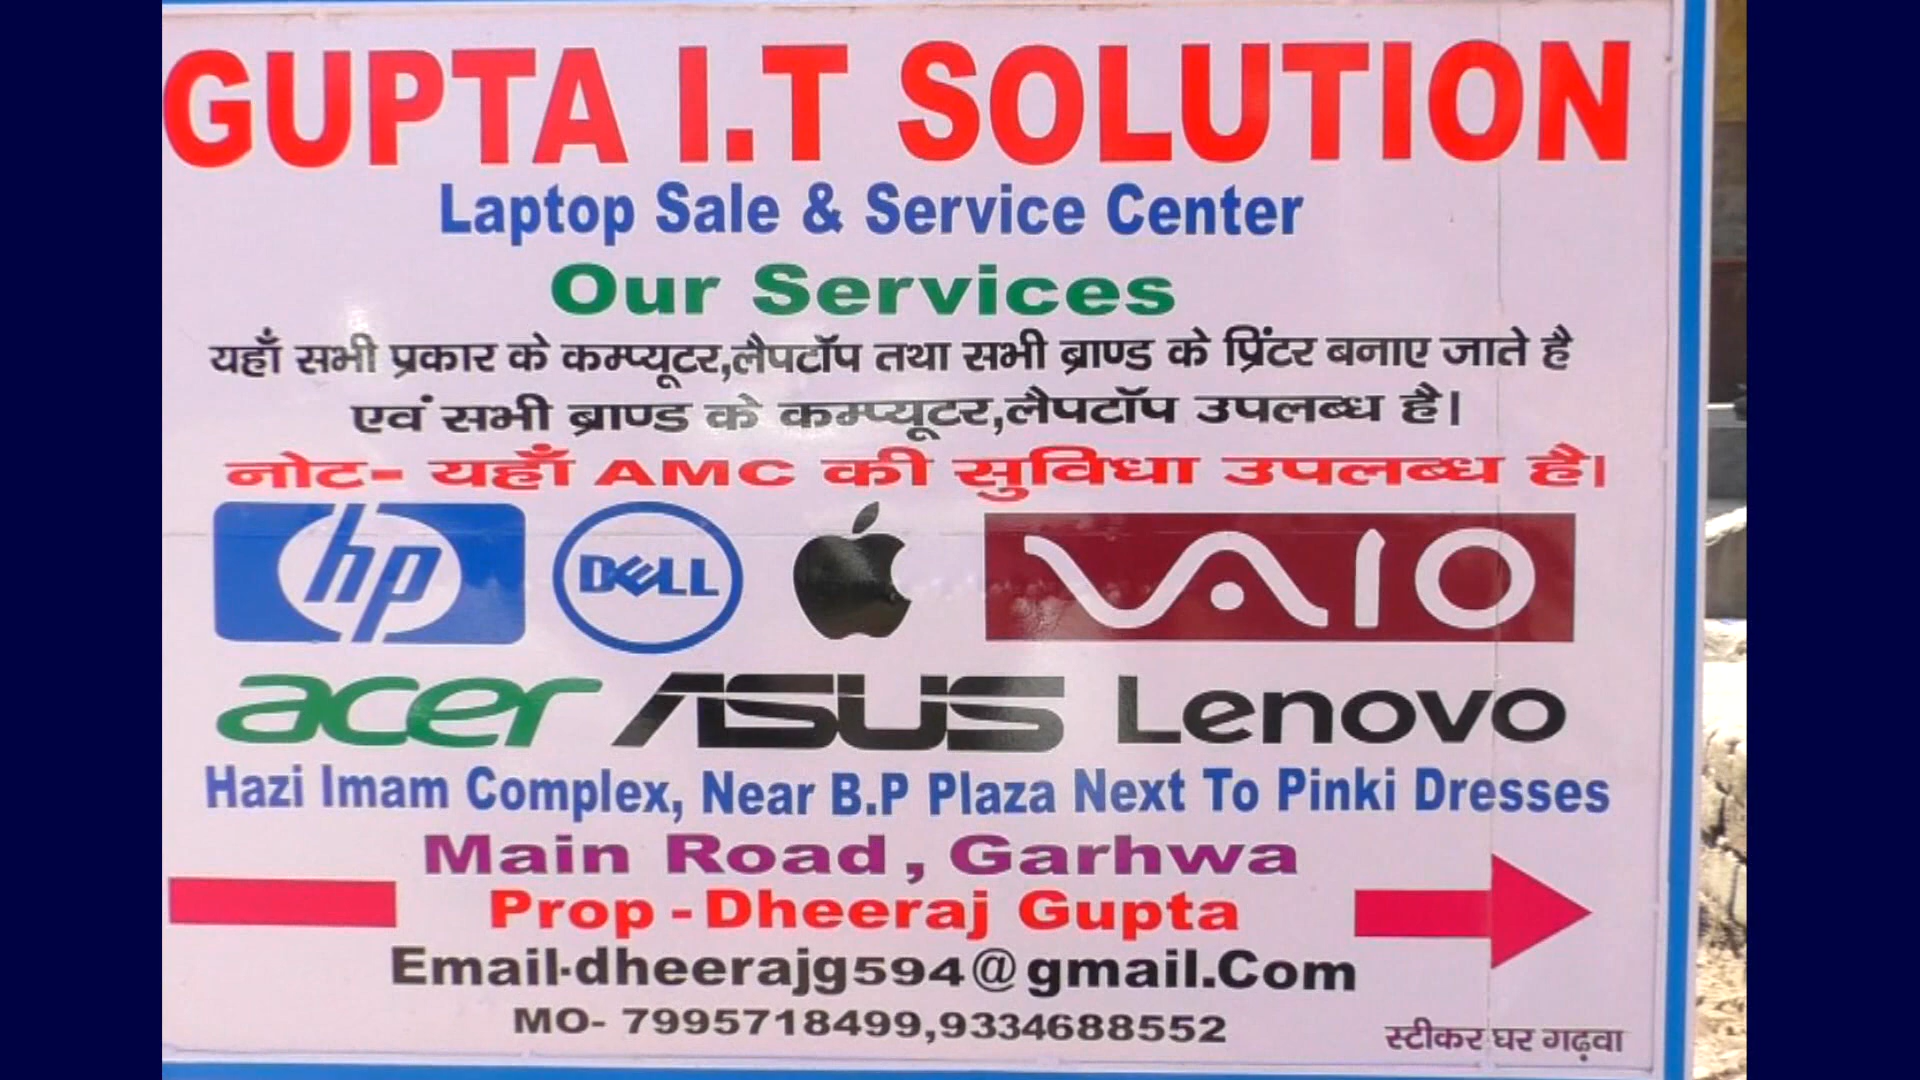 GUPTA I.T SOLUTION
Laptop Sale & Service Center
Our Services
यहाँ सभी प्रकार के कम्प्यूटर,लैपटॉप तथा सभी ब्राण्ड के प्रिंटर बनाए जाते है
एवं सभी ब्राण्ड के कम्प्यूटर,लैपटॉप उपलब्ध है।
नोट- यहाँ AMC की सुविधा उपलब्ध है।
hp DELL VAIO
acer ASUS Lenovo
Hazi Imam Complex, Near B.P Plaza Next To Pinki Dresses
Main Road, Garhwa
Prop - Dheeraj Gupta
Email-dheerajg594@gmail.Com
MO- 7995718499,9334688552
स्टीकर घर गढ़वा